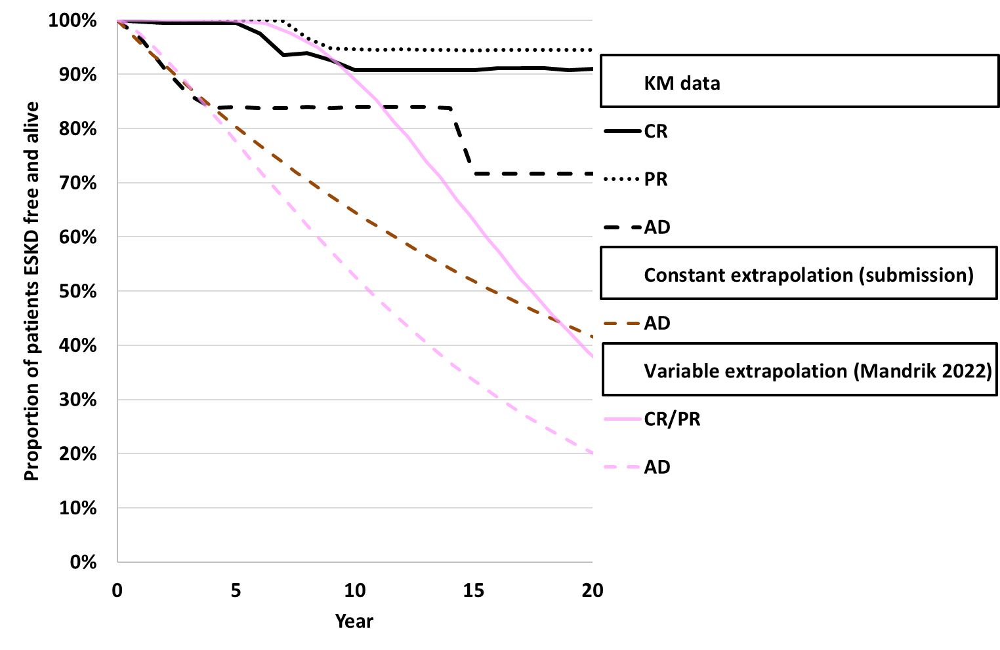 Proportion of patients ESKD free and alive
100%
90%
80%
70%
60%
50%
40%
30%
20%
10%
0%
0 5 10 15 20
Year
KM data
CR
PR
AD
Constant extrapolation (submission)
AD
Variable extrapolation (Mandrik 2022)
CR/PR
AD